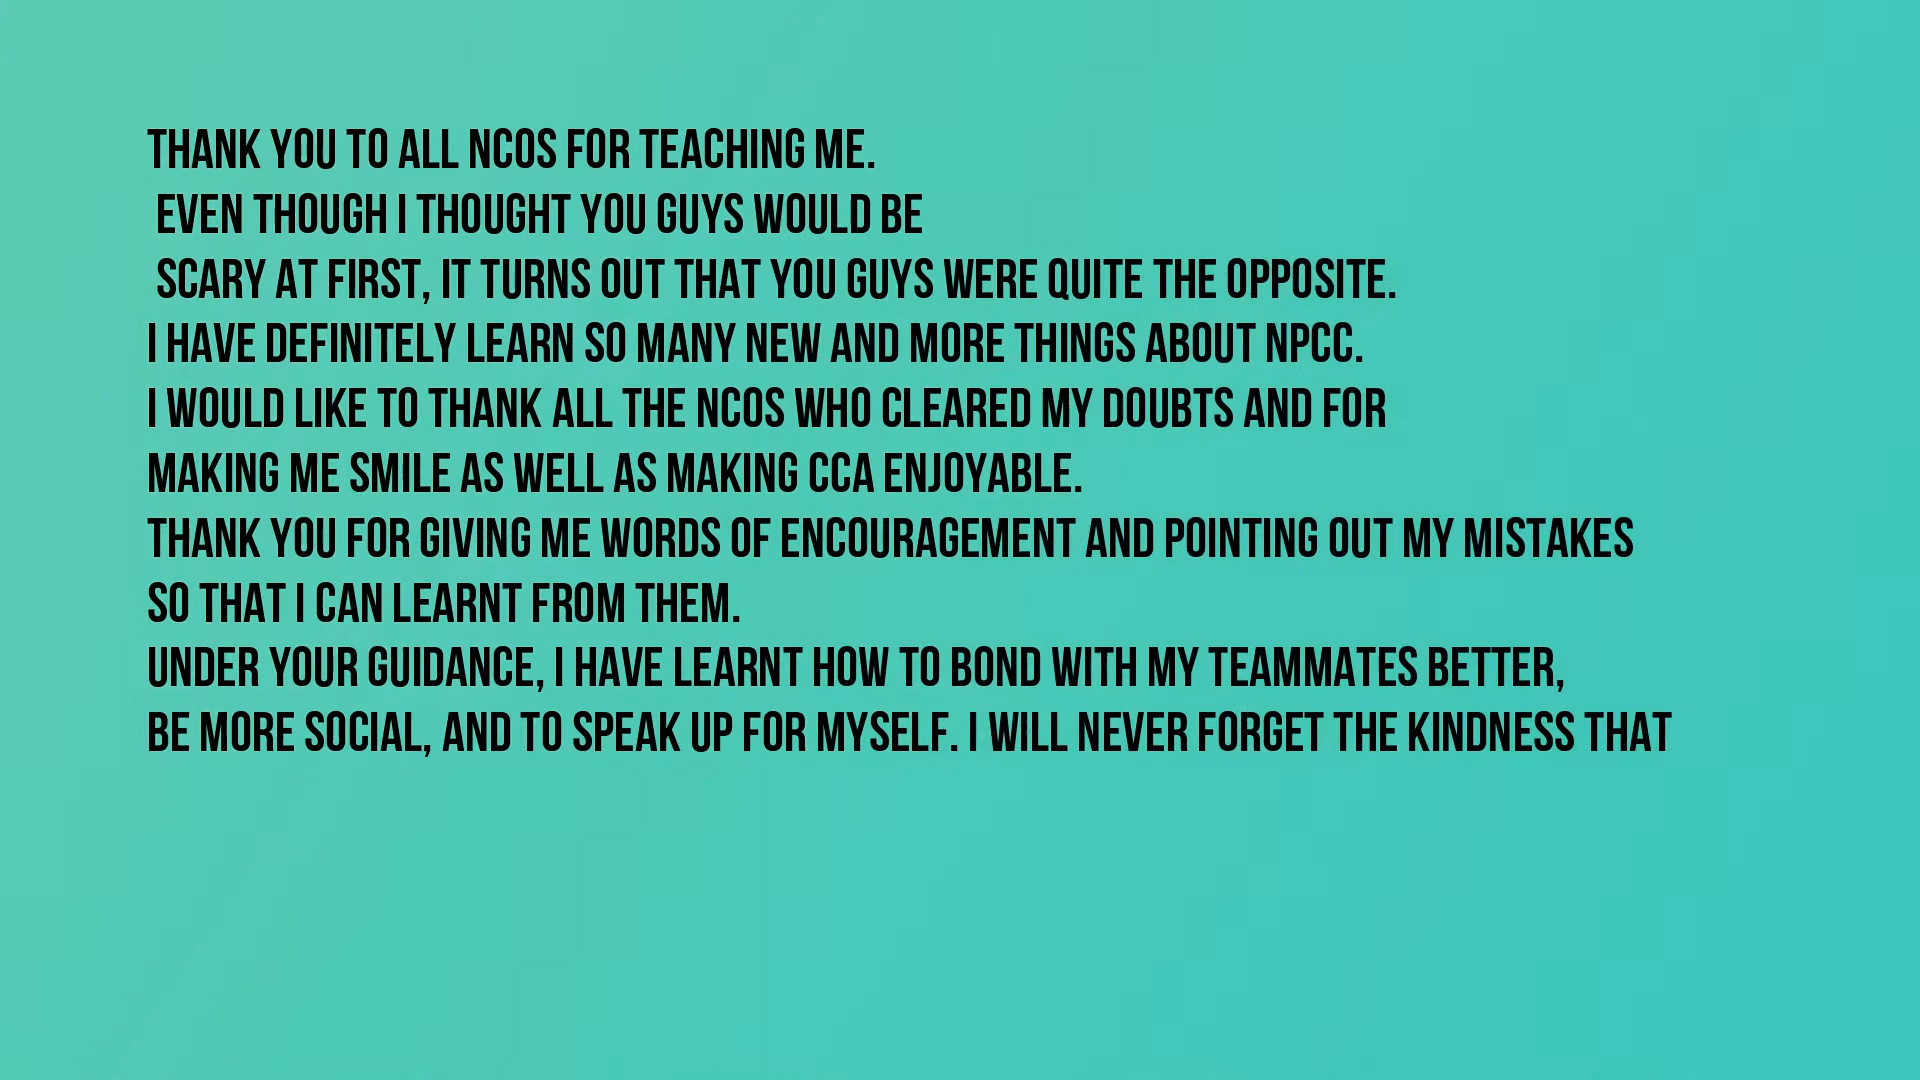 THANK YOU TO ALL NCOS FOR TEACHING ME.
EVEN THOUGH I THOUGHT YOU GUYS WOULD BE
SCARY AT FIRST, IT TURNS OUT THAT YOU GUYS WERE QUITE THE OPPOSITE.
I HAVE DEFINITELY LEARN SO MANY NEW AND MORE THINGS ABOUT NPCC.
I WOULD LIKE TO THANK ALL THE NCOS WHO CLEARED MY DOUBTS AND FOR
MAKING ME SMILE AS WELL AS MAKING CCA ENJOYABLE.
THANK YOU FOR GIVING ME WORDS OF ENCOURAGEMENT AND POINTING OUT MY MISTAKES
SO THAT I CAN LEARNT FROM THEM.
UNDER YOUR GUIDANCE, I HAVE LEARNT HOW TO BOND WITH MY TEAMMATES BETTER,
BE MORE SOCIAL, AND TO SPEAK UP FOR MYSELF. I WILL NEVER FORGET THE KINDNESS THAT